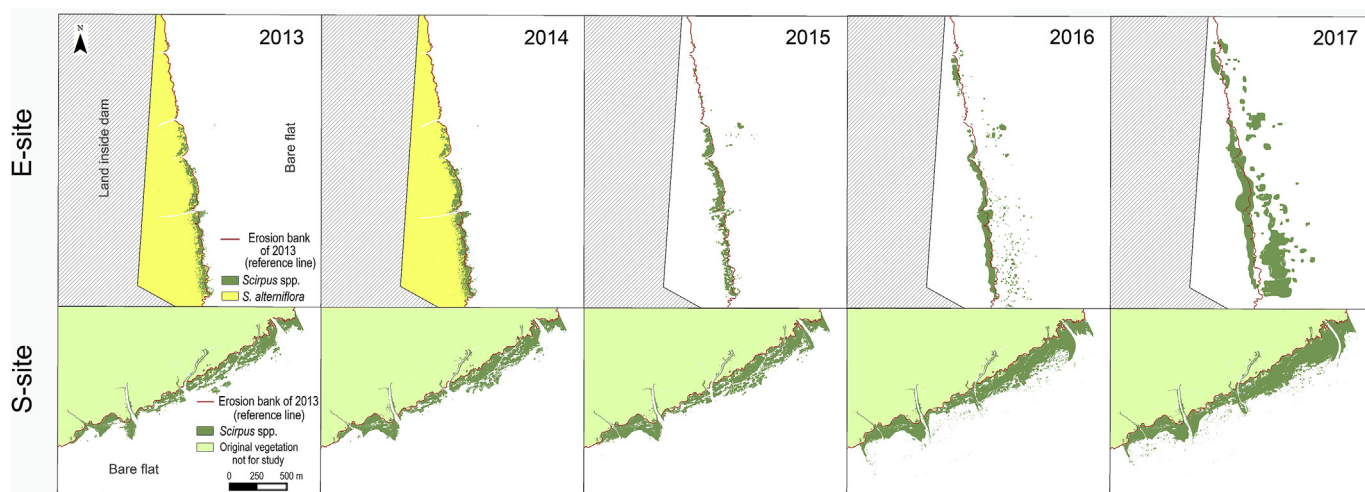 N
2013
2014
2015
2016
2017
E-site
Land inside dam
Bare flat
Erosion bank
of 2013
(reference line)
Scirpus spp.
S. alterniflora
S-site
Erosion bank of 2013
(reference line)
Scirpus spp.
Original vegetation
not for study
0 250 500 m
Bare flat